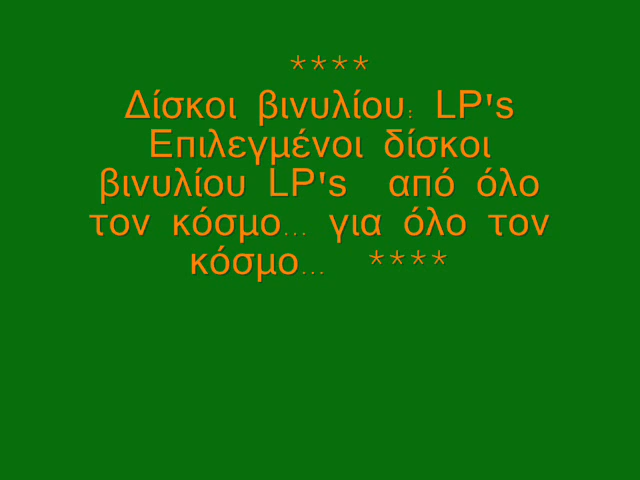 ****
Δίσκοι βινυλίου: LP's
Επιλεγμένοι δίσκοι
βινυλίου LP's  από όλο
τον κόσμο... για όλο τον
κόσμο...  ****